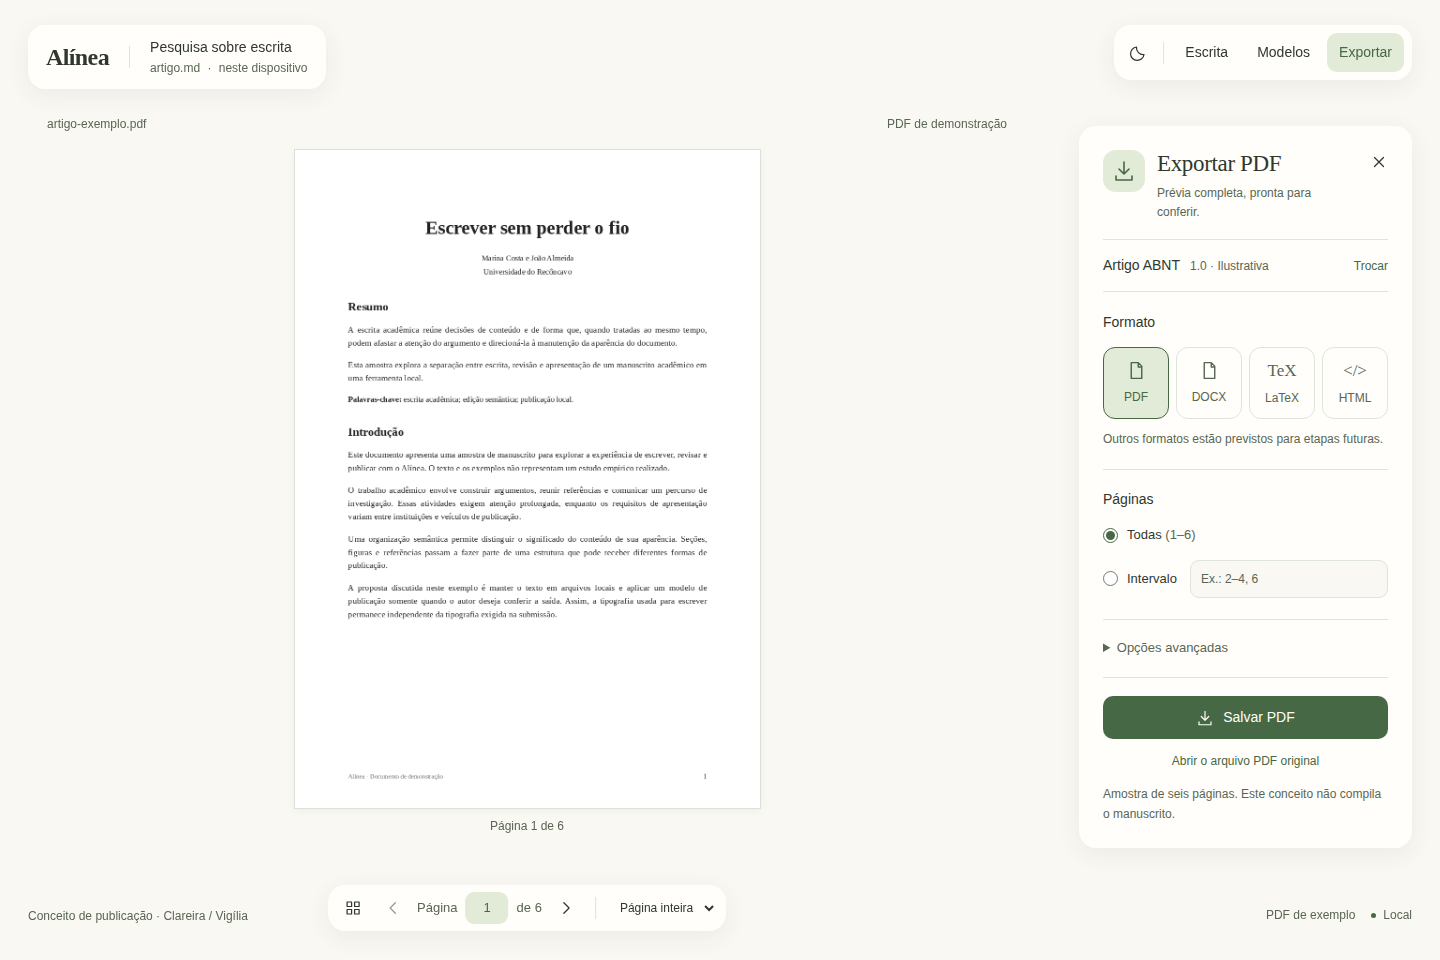 Alínea
Pesquisa sobre escrita
artigo.md · neste dispositivo
Escrita
Modelos
Exportar
artigo-exemplo.pdf
PDF de demonstração
Escrever sem perder o fio
Marina Costa e João Almeida
Universidade do Recôncavo
Resumo
A escrita acadêmica reúne decisões de conteúdo e de forma que, quando tratadas ao mesmo tempo,
podem afastar a atenção do argumento e direcioná-la à manutenção da aparência do documento.
Esta amostra explora a separação entre escrita, revisão e apresentação de um manuscrito acadêmico em
uma ferramenta local.
Palavras-chave: escrita acadêmica; edição semântica; publicação local.
Introdução
Este documento apresenta uma amostra de manuscrito para explorar a experiência de escrever, revisar e
publicar com o Alínea. O texto e os exemplos não representam um estudo empírico realizado.
O trabalho acadêmico envolve construir argumentos, reunir referências e comunicar um percurso de
investigação. Essas atividades exigem atenção prolongada, enquanto os requisitos de apresentação
variam entre instituições e veículos de publicação.
Uma organização semântica permite distinguir o significado do conteúdo de sua aparência. Seções,
figuras e referências passam a fazer parte de uma estrutura que pode receber diferentes formas de
publicação.
A proposta discutida neste exemplo é manter o texto em arquivos locais e aplicar um modelo de
publicação somente quando o autor deseja conferir a saída. Assim, a tipografia usada para escrever
permanece independente da tipografia exigida na submissão.
Alínea · Documento de demonstração
1
Página 1 de 6
Exportar PDF
Prévia completa, pronta para
conferir.
Artigo ABNT 1.0 · Ilustrativa
Trocar
Formato
PDF
DOCX
TeX
LaTeX
</>
HTML
Outros formatos estão previstos para etapas futuras.
Páginas
Todas (1–6)
Intervalo
Ex.: 2–4, 6
Opções avançadas
Salvar PDF
Abrir o arquivo PDF original
Amostra de seis páginas. Este conceito não compila
o manuscrito.
Conceito de publicação · Clareira / Vigília
Página 1 de 6
Página inteira
PDF de exemplo
Local